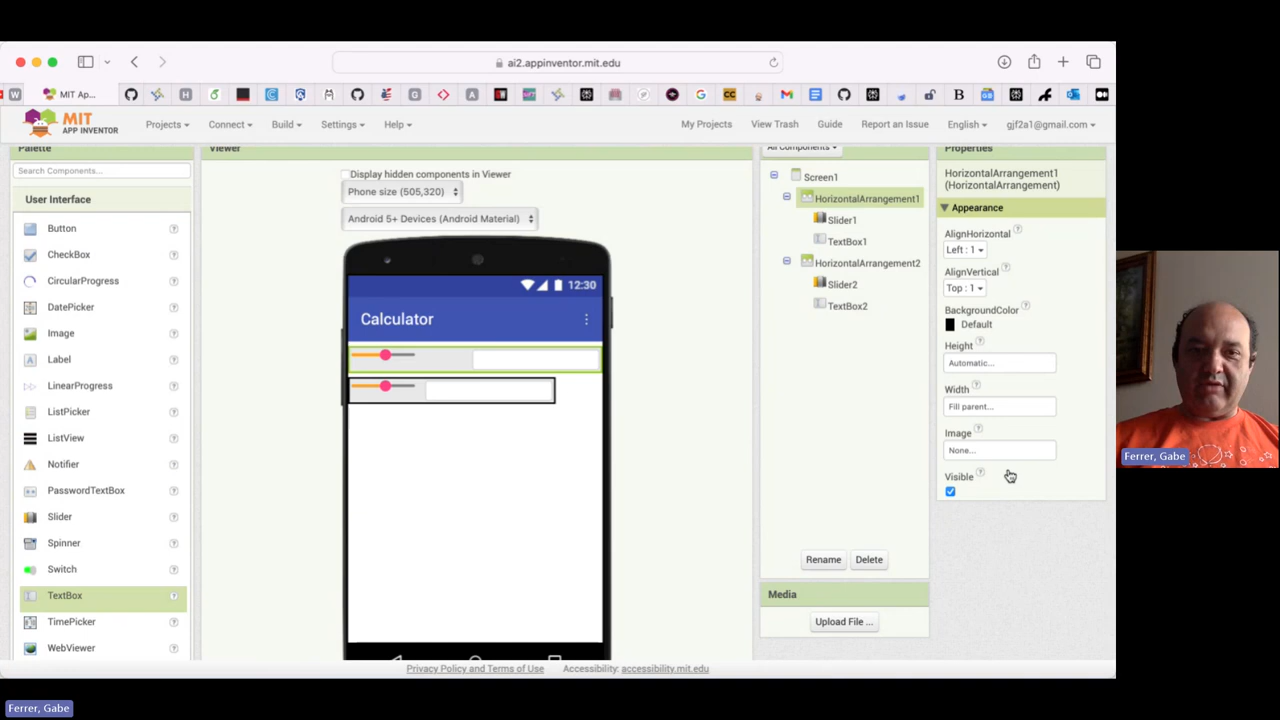 ai2.appinventor.mit.edu
W
MIT Ap...
MIT
APP INVENTOR
Projects
Connect
Build
Settings
Help
My Projects
View Trash
Guide
Report an Issue
English
gjf2a1@gmail.com
Palette
Search Components...
User Interface
Button
CheckBox
CircularProgress
DatePicker
Image
Label
LinearProgress
ListPicker
ListView
Notifier
PasswordTextBox
Slider
Spinner
Switch
TextBox
TimePicker
WebViewer
Viewer
Display hidden components in Viewer
Phone size (505,320)
Android 5+ Devices (Android Material)
12:30
Calculator
All Components
Screen1
HorizontalArrangement1
Slider1
TextBox1
HorizontalArrangement2
Slider2
TextBox2
Rename
Delete
Media
Upload File ...
Properties
HorizontalArrangement1
(HorizontalArrangement)
Appearance
AlignHorizontal
Left : 1
AlignVertical
Top : 1
BackgroundColor
Default
Height
Automatic...
Width
Fill parent...
Image
None...
Visible
Privacy Policy and Terms of Use
Accessibility: accessibility.mit.edu
Ferrer, Gabe
Ferrer, Gabe